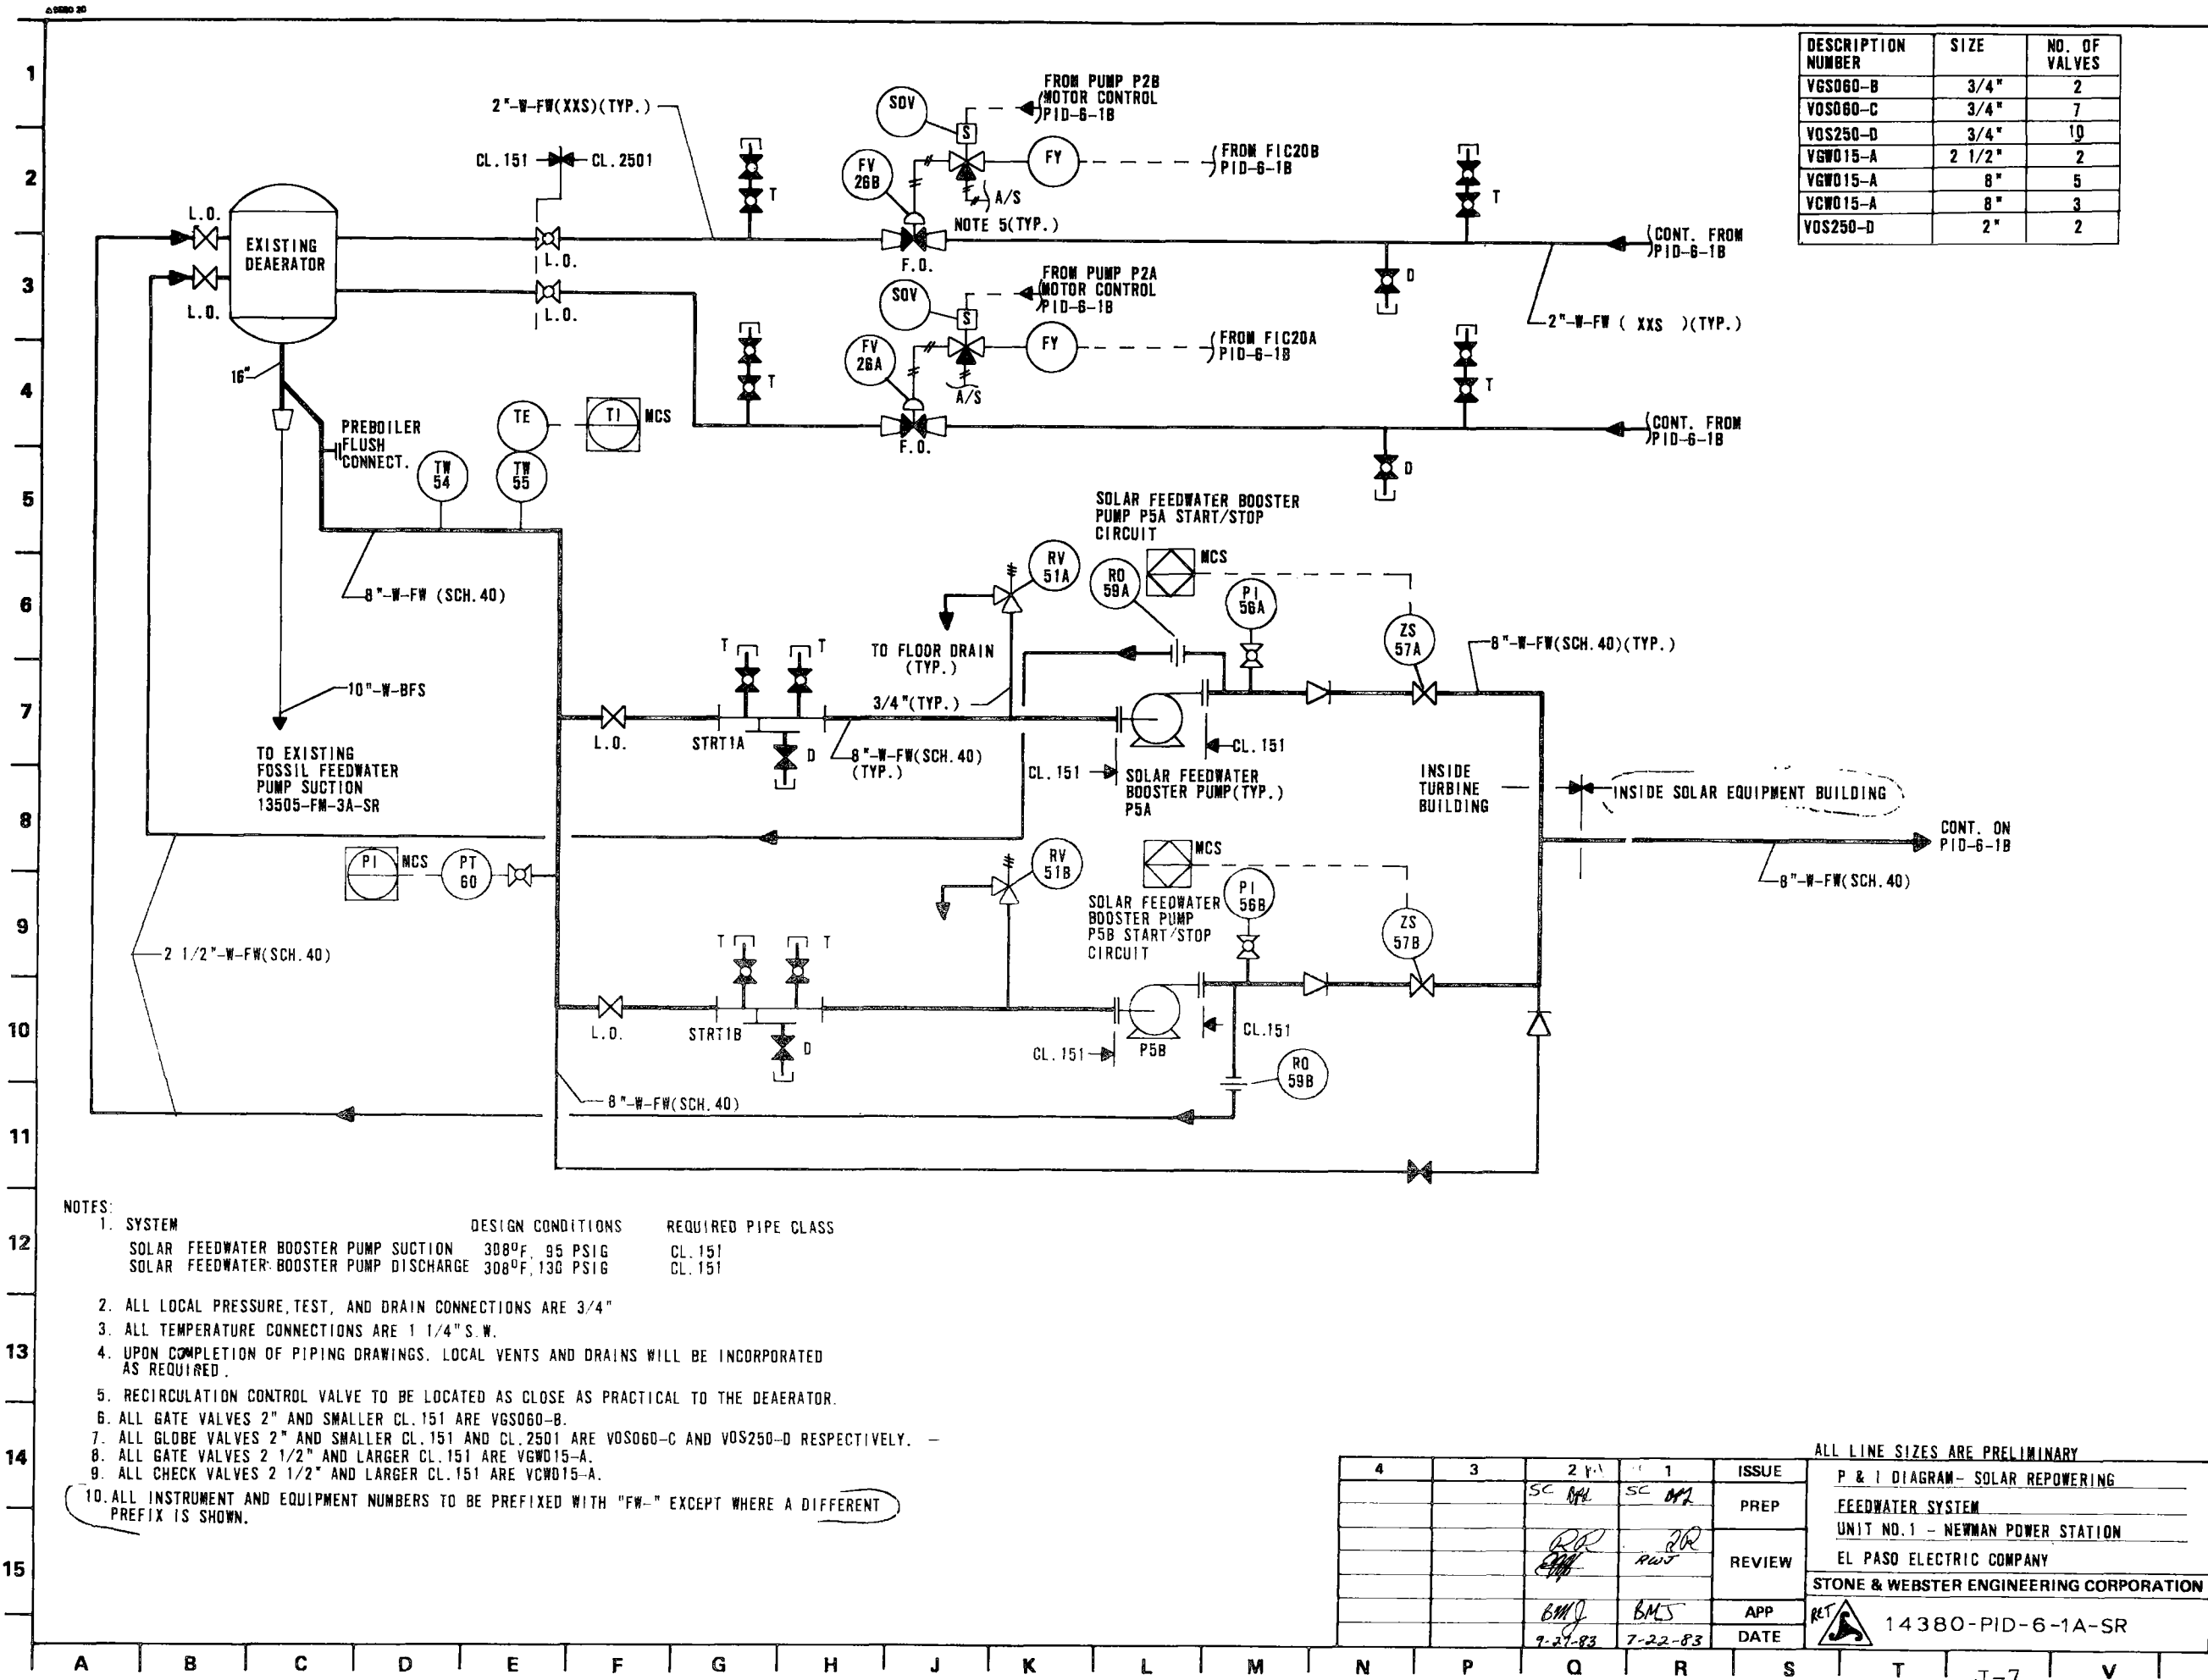 1
2
3
4
5
6
7
8
9
10
11
12
13
14
15
DESCRIPTION NUMBER SIZE NO. OF VALVES
VGS060-B 3/4" 2
VOS060-C 3/4" 7
VOS250-D 3/4" 10
VGW015-A 2 1/2" 2
VGW015-A 8" 5
VCW015-A 8" 3
VOS250-D 2" 2
2"-W-FW(XXS)(TYP.)
CL.151
CL.2501
L.O.
L.O.
EXISTING
DEAERATOR
L.O.
L.O.
T
SOV
S
FROM PUMP P2B
MOTOR CONTROL
PID-6-1B
FV
26B
FY
FROM FIC20B
PID-6-1B
A/S
NOTE 5(TYP.)
F.O.
T
D
CONT. FROM
PID-6-1B
2"-W-FW ( XXS )(TYP.)
T
SOV
S
FROM PUMP P2A
MOTOR CONTROL
PID-6-1B
FV
26A
FY
FROM FIC20A
PID-6-1B
A/S
F.O.
T
D
CONT. FROM
PID-6-1B
16"
PREBOILER
FLUSH
CONNECT.
TW
54
TE
TW
55
TI
MCS
8"-W-FW (SCH.40)
10"-W-BFS
TO EXISTING
FOSSIL FEEDWATER
PUMP SUCTION
13505-FM-3A-SR
SOLAR FEEDWATER BOOSTER
PUMP P5A START/STOP
CIRCUIT
MCS
RV
51A
RO
59A
PI
56A
ZS
57A
8"-W-FW(SCH.40)(TYP.)
TO FLOOR DRAIN
(TYP.)
3/4"(TYP.)
T
T
L.O.
STRT1A
D
8"-W-FW(SCH.40)
(TYP.)
CL.151
CL.151
SOLAR FEEDWATER
BOOSTER PUMP(TYP.)
P5A
INSIDE
TURBINE
BUILDING
INSIDE SOLAR EQUIPMENT BUILDING
CONT. ON
PID-6-1B
8"-W-FW(SCH.40)
PI
MCS
PT
60
RV
51B
MCS
SOLAR FEEDWATER
BOOSTER PUMP
P5B START/STOP
CIRCUIT
PI
56B
ZS
57B
2 1/2"-W-FW(SCH.40)
T
T
L.O.
STRT1B
D
CL.151
P5B
CL.151
RO
59B
8"-W-FW(SCH.40)
NOTES:
1. SYSTEM DESIGN CONDITIONS REQUIRED PIPE CLASS
SOLAR FEEDWATER BOOSTER PUMP SUCTION 308°F, 95 PSIG CL.151
SOLAR FEEDWATER BOOSTER PUMP DISCHARGE 308°F, 130 PSIG CL.151
2. ALL LOCAL PRESSURE, TEST, AND DRAIN CONNECTIONS ARE 3/4"
3. ALL TEMPERATURE CONNECTIONS ARE 1 1/4" S.W.
4. UPON COMPLETION OF PIPING DRAWINGS. LOCAL VENTS AND DRAINS WILL BE INCORPORATED
AS REQUIRED.
5. RECIRCULATION CONTROL VALVE TO BE LOCATED AS CLOSE AS PRACTICAL TO THE DEAERATOR.
6. ALL GATE VALVES 2" AND SMALLER CL.151 ARE VGS060-B.
7. ALL GLOBE VALVES 2" AND SMALLER CL.151 AND CL.2501 ARE VOS060-C AND VOS250-D RESPECTIVELY.
8. ALL GATE VALVES 2 1/2" AND LARGER CL.151 ARE VGW015-A.
9. ALL CHECK VALVES 2 1/2" AND LARGER CL.151 ARE VCW015-A.
10. ALL INSTRUMENT AND EQUIPMENT NUMBERS TO BE PREFIXED WITH "FW-" EXCEPT WHERE A DIFFERENT
PREFIX IS SHOWN.
ALL LINE SIZES ARE PRELIMINARY
4 3 2 1 ISSUE
SC SC PREP
RWJ REVIEW
BMJ BMJ APP
9-27-83 7-22-83 DATE
P & I DIAGRAM- SOLAR REPOWERING
FEEDWATER SYSTEM
UNIT NO.1 - NEWMAN POWER STATION
EL PASO ELECTRIC COMPANY
STONE & WEBSTER ENGINEERING CORPORATION
RET
14380-PID-6-1A-SR
A B C D E F G H J K L M N P Q R S T V
J-7